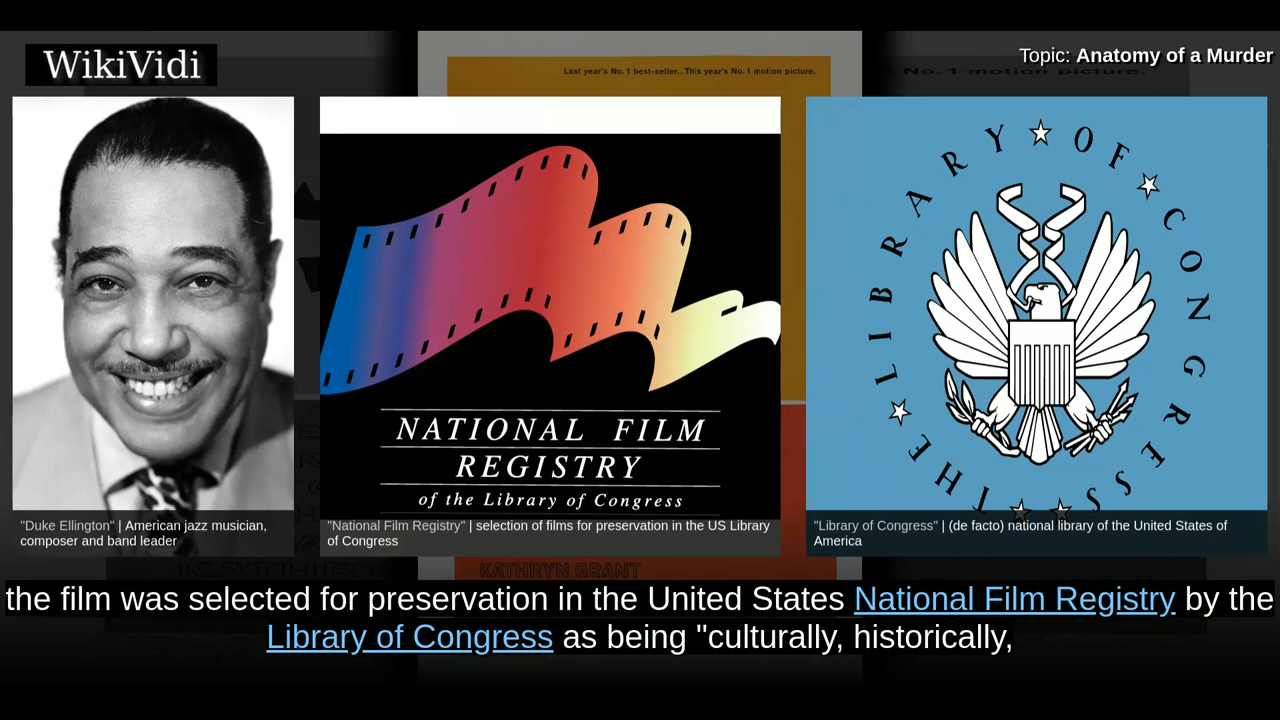 WikiVidi
Topic: Anatomy of a Murder
Last year's No. 1 best-seller...This year's No. 1 motion picture.
No. 1 motion picture.
NATIONAL FILM
REGISTRY
of the Library of Congress
THE LIBRARY OF CONGRESS
"Duke Ellington" | American jazz musician,
composer and band leader
"National Film Registry" | selection of films for preservation in the US Library
of Congress
"Library of Congress" | (de facto) national library of the United States of
America
KATHRYN GRANT
the film was selected for preservation in the United States National Film Registry by the
Library of Congress as being "culturally, historically,